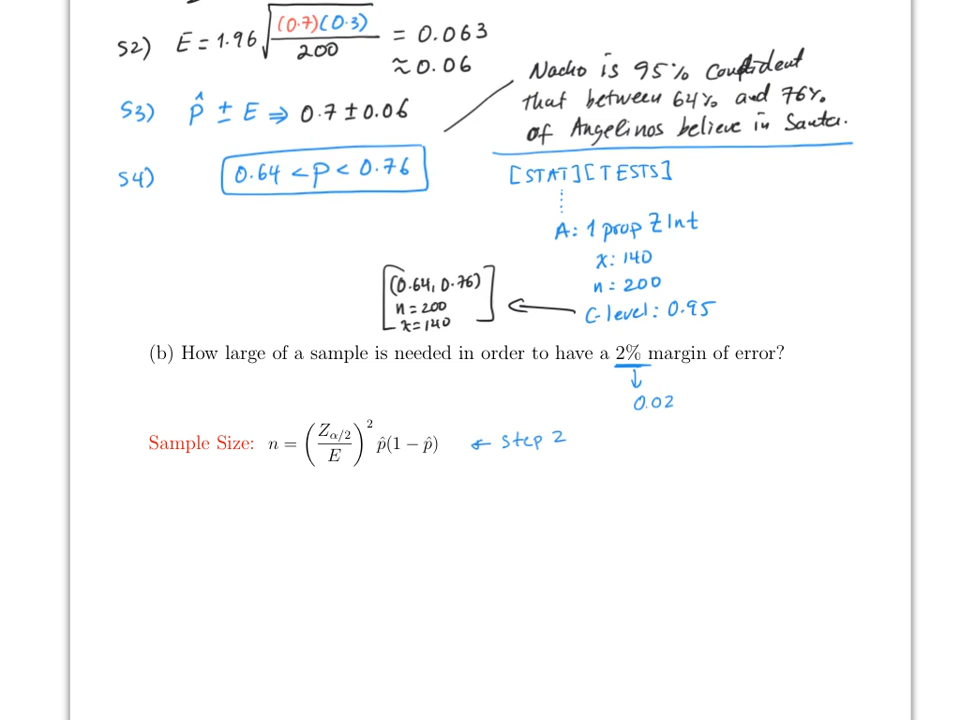 S2) E = 1.96 √((0.7)(0.3)/200) = 0.063
≈ 0.06
S3) p̂ ± E ⇒ 0.7 ± 0.06
S4) 0.64 < p < 0.76
Nacho is 95% confident
that between 64% and 76%
of Angelinos believe in Santa.
[STAT][TESTS]
A: 1 prop Z Int
x: 140
n: 200
C-level: 0.95
(0.64, 0.76)
n = 200
x = 140
(b) How large of a sample is needed in order to have a 2% margin of error?
0.02
Sample Size: n = (Zα/2/E)² p̂(1 − p̂) ← Step 2